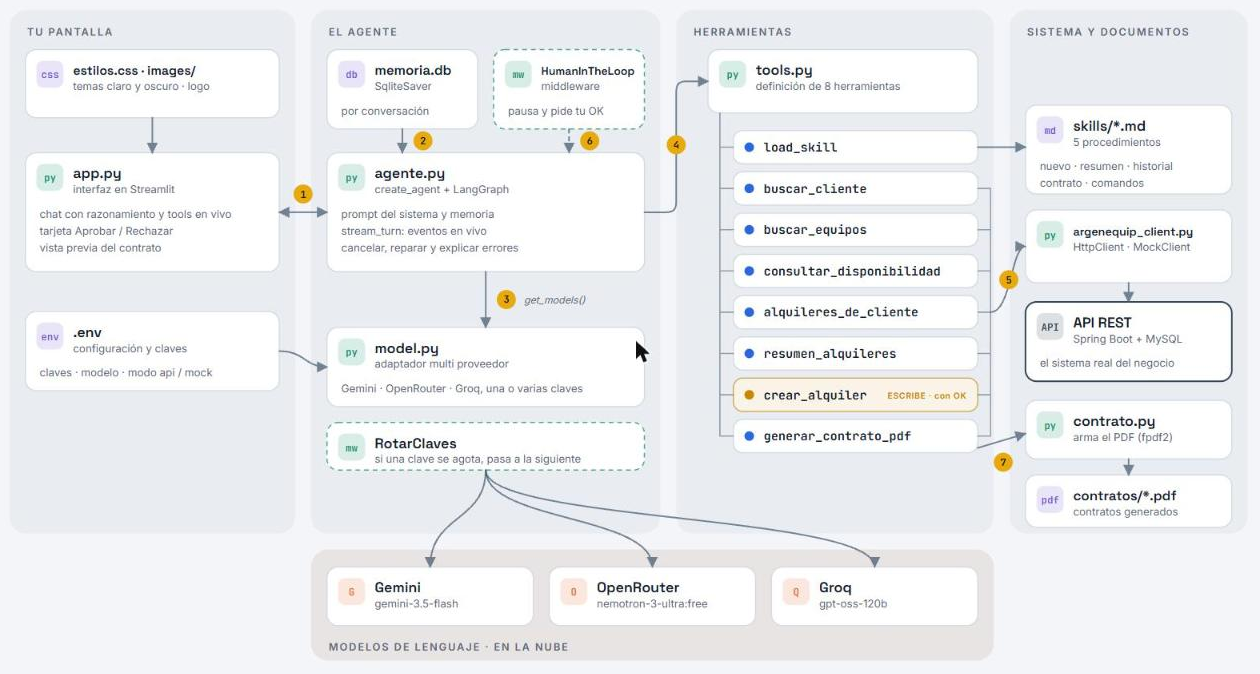 TU PANTALLA
css
estilos.css · images/
temas claro y oscuro · logo
py
app.py
interfaz en Streamlit
chat con razonamiento y tools en vivo
tarjeta Aprobar / Rechazar
vista previa del contrato
env
.env
configuración y claves
claves · modelo · modo api / mock
1
EL AGENTE
db
memoria.db
SqliteSaver
por conversación
mw
HumanInTheLoop
middleware
pausa y pide tu OK
2
6
py
agente.py
create_agent + LangGraph
prompt del sistema y memoria
stream_turn: eventos en vivo
cancelar, reparar y explicar errores
3
get_models()
py
model.py
adaptador multi proveedor
Gemini · OpenRouter · Groq, una o varias claves
mw
RotarClaves
si una clave se agota, pasa a la siguiente
4
HERRAMIENTAS
py
tools.py
definición de 8 herramientas
load_skill
buscar_cliente
buscar_equipos
consultar_disponibilidad
alquileres_de_cliente
resumen_alquileres
crear_alquiler
ESCRIBE · con OK
generar_contrato_pdf
5
7
SISTEMA Y DOCUMENTOS
md
skills/*.md
5 procedimientos
nuevo · resumen · historial
contrato · comandos
py
argenequip_client.py
HttpClient · MockClient
API
API REST
Spring Boot + MySQL
el sistema real del negocio
py
contrato.py
arma el PDF (fpdf2)
pdf
contratos/*.pdf
contratos generados
G
Gemini
gemini-3.5-flash
O
OpenRouter
nemotron-3-ultra:free
Q
Groq
gpt-oss-120b
MODELOS DE LENGUAJE · EN LA NUBE